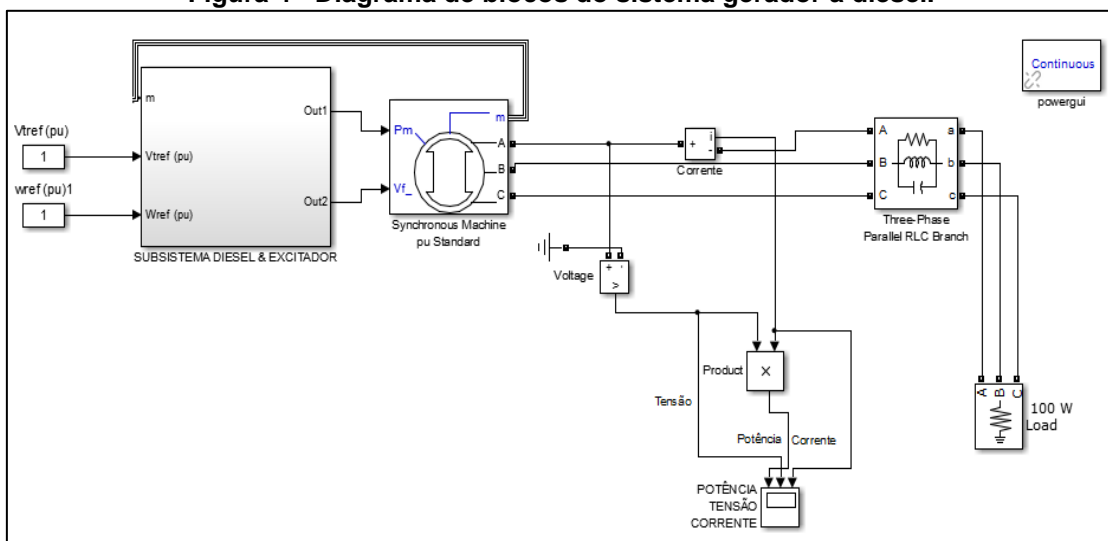 Figura 4 - Diagrama de blocos do sistema gerador a diesel.
Continuous
powergui
m
Vtref (pu)
1
Vtref (pu)
wref (pu)1
1
Wref (pu)
Out1
Out2
SUBSISTEMA DIESEL & EXCITADOR
Pm
Vf_
m
A
B
C
Synchronous Machine
pu Standard
+
i
-
Corrente
A
B
C
a
b
c
Three-Phase
Parallel RLC Branch
Voltage
+ -
v
Product
X
Tensão
Potência
Corrente
POTÊNCIA
TENSÃO
CORRENTE
A B C
100 W
Load